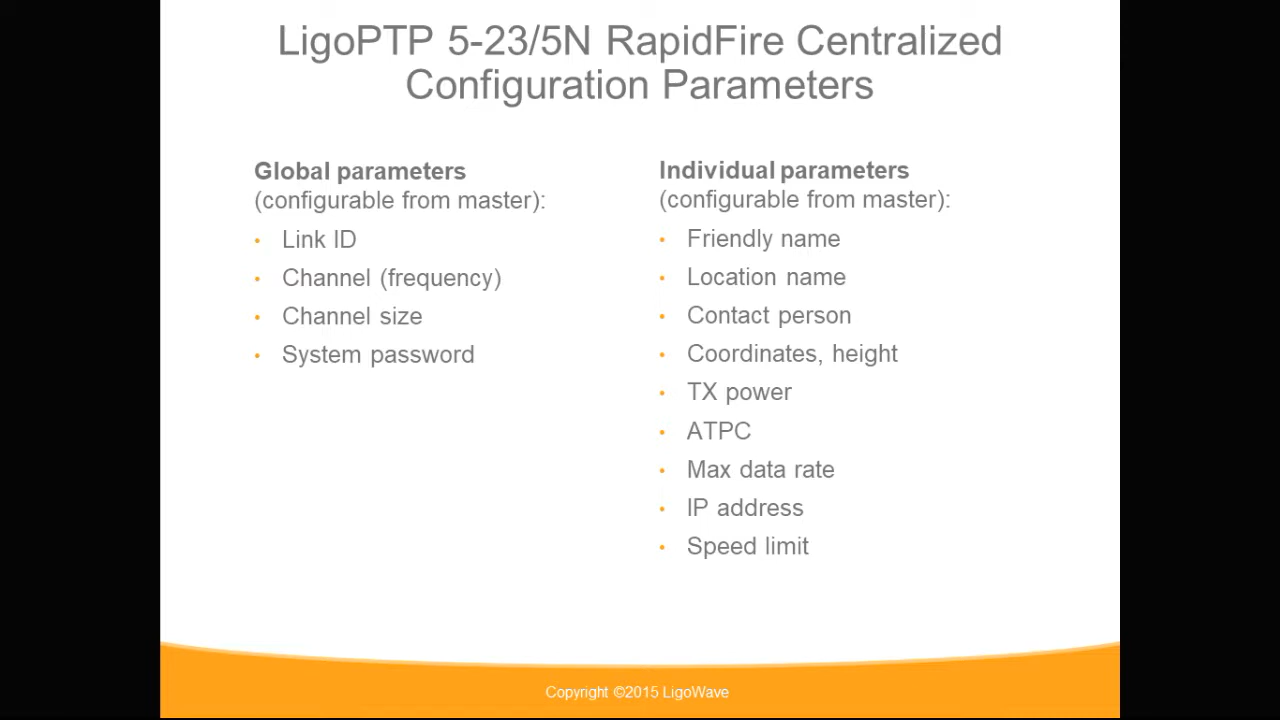 LigoPTP 5-23/5N RapidFire Centralized
Configuration Parameters
Global parameters
(configurable from master):
• Link ID
• Channel (frequency)
• Channel size
• System password
Individual parameters
(configurable from master):
• Friendly name
• Location name
• Contact person
• Coordinates, height
• TX power
• ATPC
• Max data rate
• IP address
• Speed limit
Copyright ©2015 LigoWave